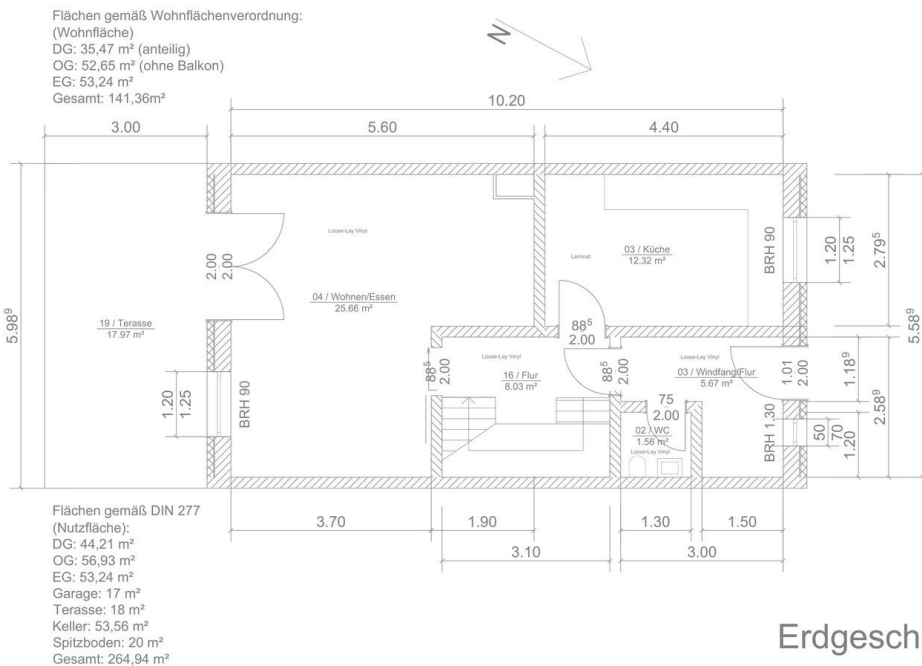 Flächen gemäß Wohnflächenverordnung:
(Wohnfläche)
DG: 35,47 m² (anteilig)
OG: 52,65 m² (ohne Balkon)
EG: 53,24 m²
Gesamt: 141,36m²
N
10.20
3.00
5.60
4.40
5.98⁹
19 / Terasse
17.97 m²
2.00
2.00
1.20
1.25
BRH 90
Loose-Lay Vinyl
04 / Wohnen/Essen
25.66 m²
Laminat
03 / Küche
12.32 m²
BRH 90
1.20
1.25
2.79⁵
5.58⁹
88⁵
2.00
88⁵
2.00
Loose-Lay Vinyl
16 / Flur
8.03 m²
88⁵
2.00
Loose-Lay Vinyl
03 / Windfang/Flur
5.67 m²
1.01
2.00
1.18⁹
2.58⁹
75
2.00
02 / WC
1.56 m²
Loose-Lay Vinyl
BRH 1.30
50
70
1.20
3.70
1.90
1.30
1.50
3.10
3.00
Flächen gemäß DIN 277
(Nutzfläche):
DG: 44,21 m²
OG: 56,93 m²
EG: 53,24 m²
Garage: 17 m²
Terasse: 18 m²
Keller: 53,56 m²
Spitzboden: 20 m²
Gesamt: 264,94 m²
Erdgesch